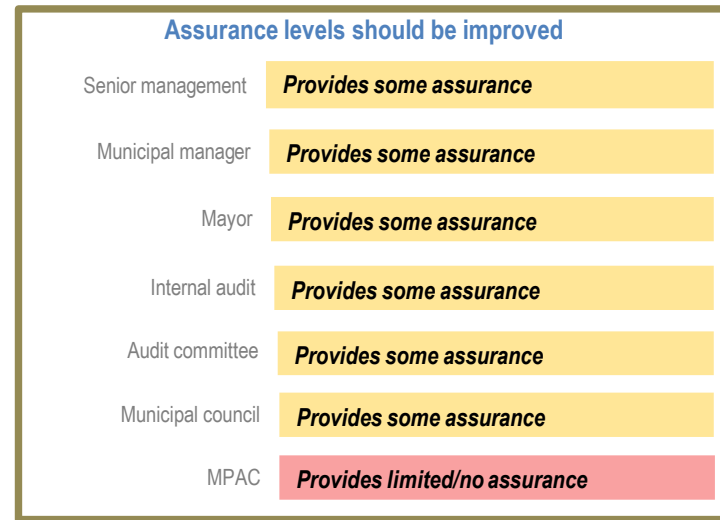 Assurance levels should be improved
Senior management Provides some assurance
Municipal manager Provides some assurance
Mayor Provides some assurance
Internal audit Provides some assurance
Audit committee Provides some assurance
Municipal council Provides some assurance
MPAC Provides limited/no assurance